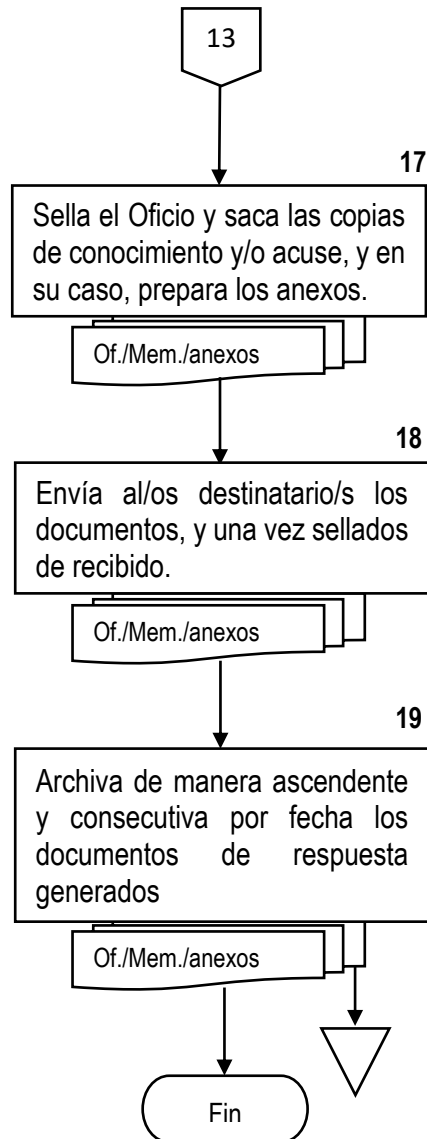 13
17
Sella el Oficio y saca las copias
de conocimiento y/o acuse, y en
su caso, prepara los anexos.
Of./Mem./anexos
18
Envía al/os destinatario/s los
documentos, y una vez sellados
de recibido.
Of./Mem./anexos
19
Archiva de manera ascendente
y consecutiva por fecha los
documentos de respuesta
generados
Of./Mem./anexos
Fin